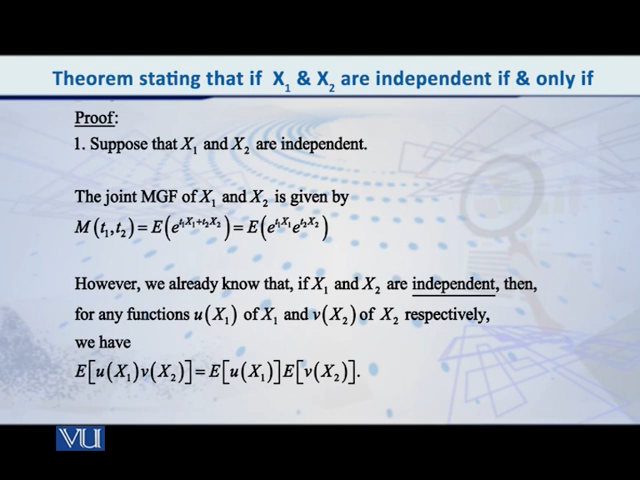 Theorem stating that if X₁ & X₂ are independent if & only if
Proof:
1. Suppose that X₁ and X₂ are independent.
The joint MGF of X₁ and X₂ is given by
M(t₁,t₂) = E(e^{t₁X₁+t₂X₂}) = E(e^{t₁X₁}e^{t₂X₂})
However, we already know that, if X₁ and X₂ are independent, then,
for any functions u(X₁) of X₁ and v(X₂) of X₂ respectively,
we have
E[u(X₁)v(X₂)] = E[u(X₁)]E[v(X₂)].
VU